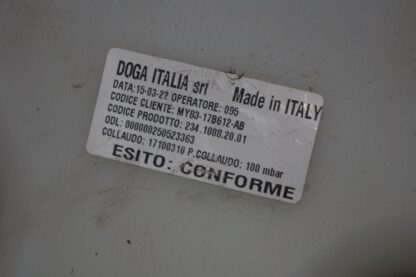 DOGA ITALIA srl Made in ITALY
DATA:15-03-22 OPERATORE: 095
CODICE CLIENTE: MY83-17B612-AB
CODICE PRODOTTO: 234.1008.20.01
ODL: 000000250523363
COLLAUDO: 17100310 P.COLLAUDO: 100 mbar
ESITO: CONFORME